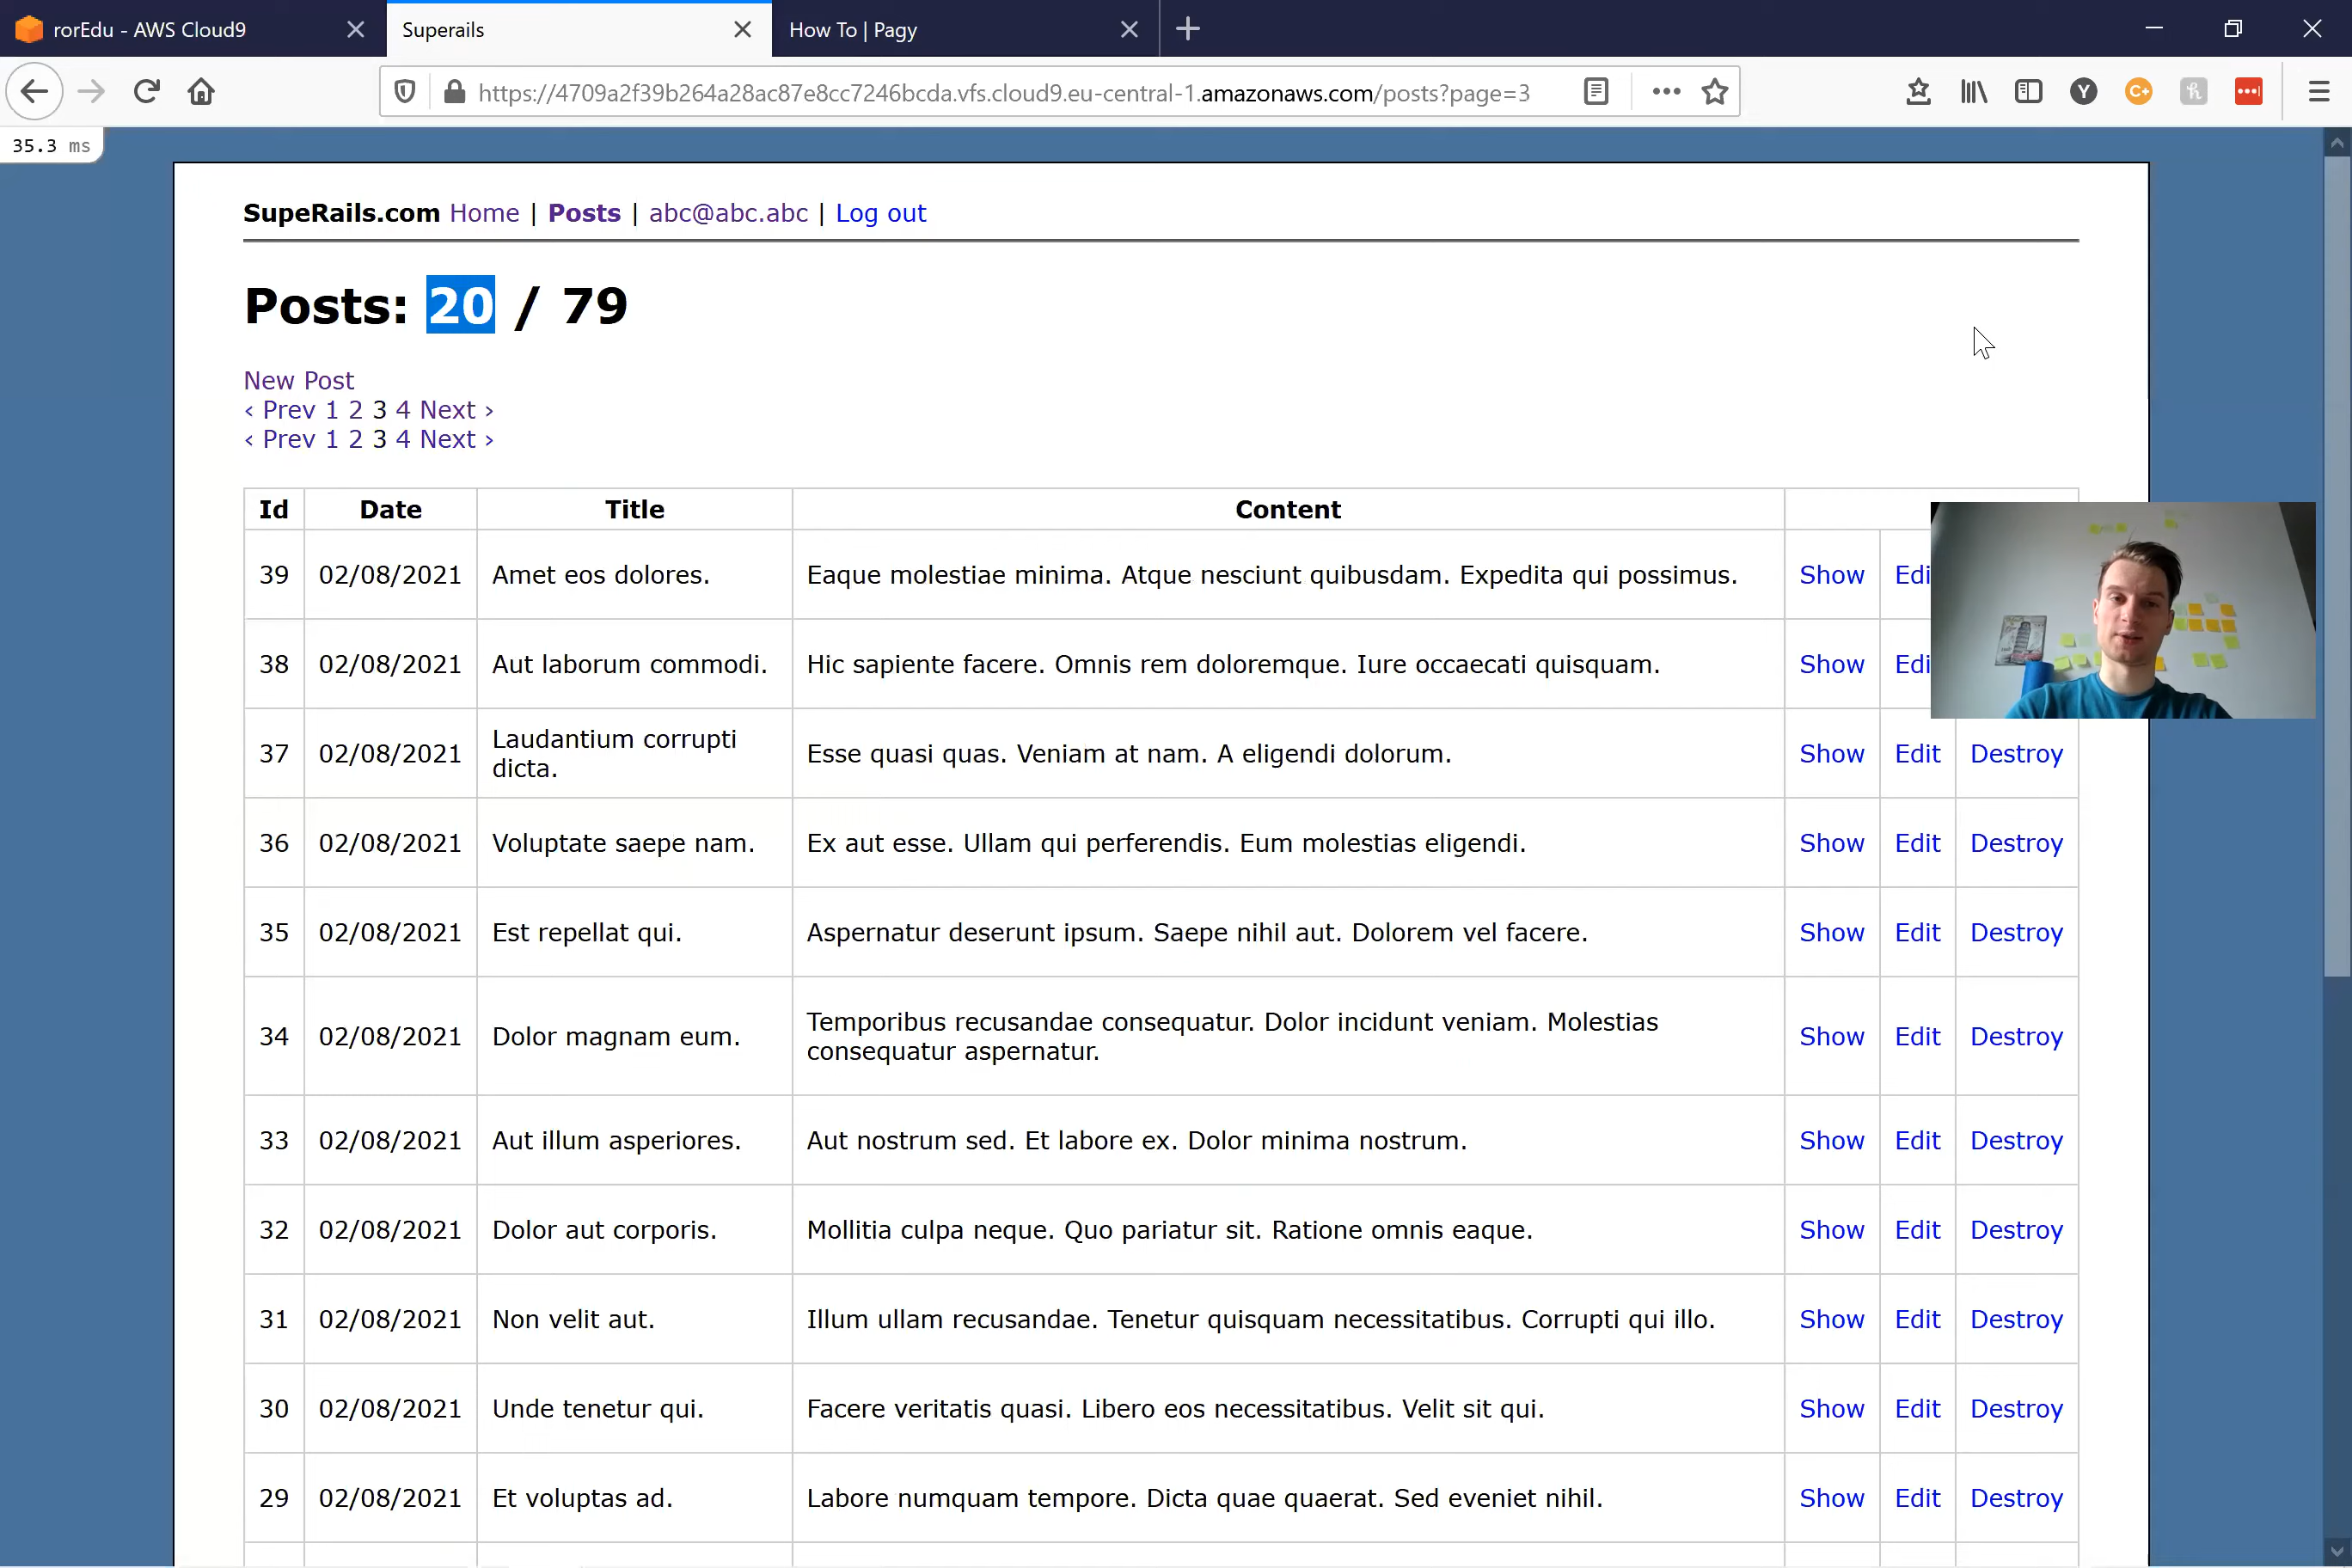 rorEdu - AWS Cloud9
Superails
How To | Pagy
https://4709a2f39b264a28ac87e8cc7246bcda.vfs.cloud9.eu-central-1.amazonaws.com/posts?page=3
Y
C+
35.3 ms
SupeRails.com Home | Posts | abc@abc.abc | Log out
Posts: 20 / 79
New Post
‹ Prev 1 2 3 4 Next ›
‹ Prev 1 2 3 4 Next ›
Id Date Title Content
39 02/08/2021 Amet eos dolores. Eaque molestiae minima. Atque nesciunt quibusdam. Expedita qui possimus. Show Edi
38 02/08/2021 Aut laborum commodi. Hic sapiente facere. Omnis rem doloremque. Iure occaecati quisquam. Show Edi
37 02/08/2021 Laudantium corrupti dicta. Esse quasi quas. Veniam at nam. A eligendi dolorum. Show Edit Destroy
36 02/08/2021 Voluptate saepe nam. Ex aut esse. Ullam qui perferendis. Eum molestias eligendi. Show Edit Destroy
35 02/08/2021 Est repellat qui. Aspernatur deserunt ipsum. Saepe nihil aut. Dolorem vel facere. Show Edit Destroy
34 02/08/2021 Dolor magnam eum. Temporibus recusandae consequatur. Dolor incidunt veniam. Molestias consequatur aspernatur. Show Edit Destroy
33 02/08/2021 Aut illum asperiores. Aut nostrum sed. Et labore ex. Dolor minima nostrum. Show Edit Destroy
32 02/08/2021 Dolor aut corporis. Mollitia culpa neque. Quo pariatur sit. Ratione omnis eaque. Show Edit Destroy
31 02/08/2021 Non velit aut. Illum ullam recusandae. Tenetur quisquam necessitatibus. Corrupti qui illo. Show Edit Destroy
30 02/08/2021 Unde tenetur qui. Facere veritatis quasi. Libero eos necessitatibus. Velit sit qui. Show Edit Destroy
29 02/08/2021 Et voluptas ad. Labore numquam tempore. Dicta quae quaerat. Sed eveniet nihil. Show Edit Destroy